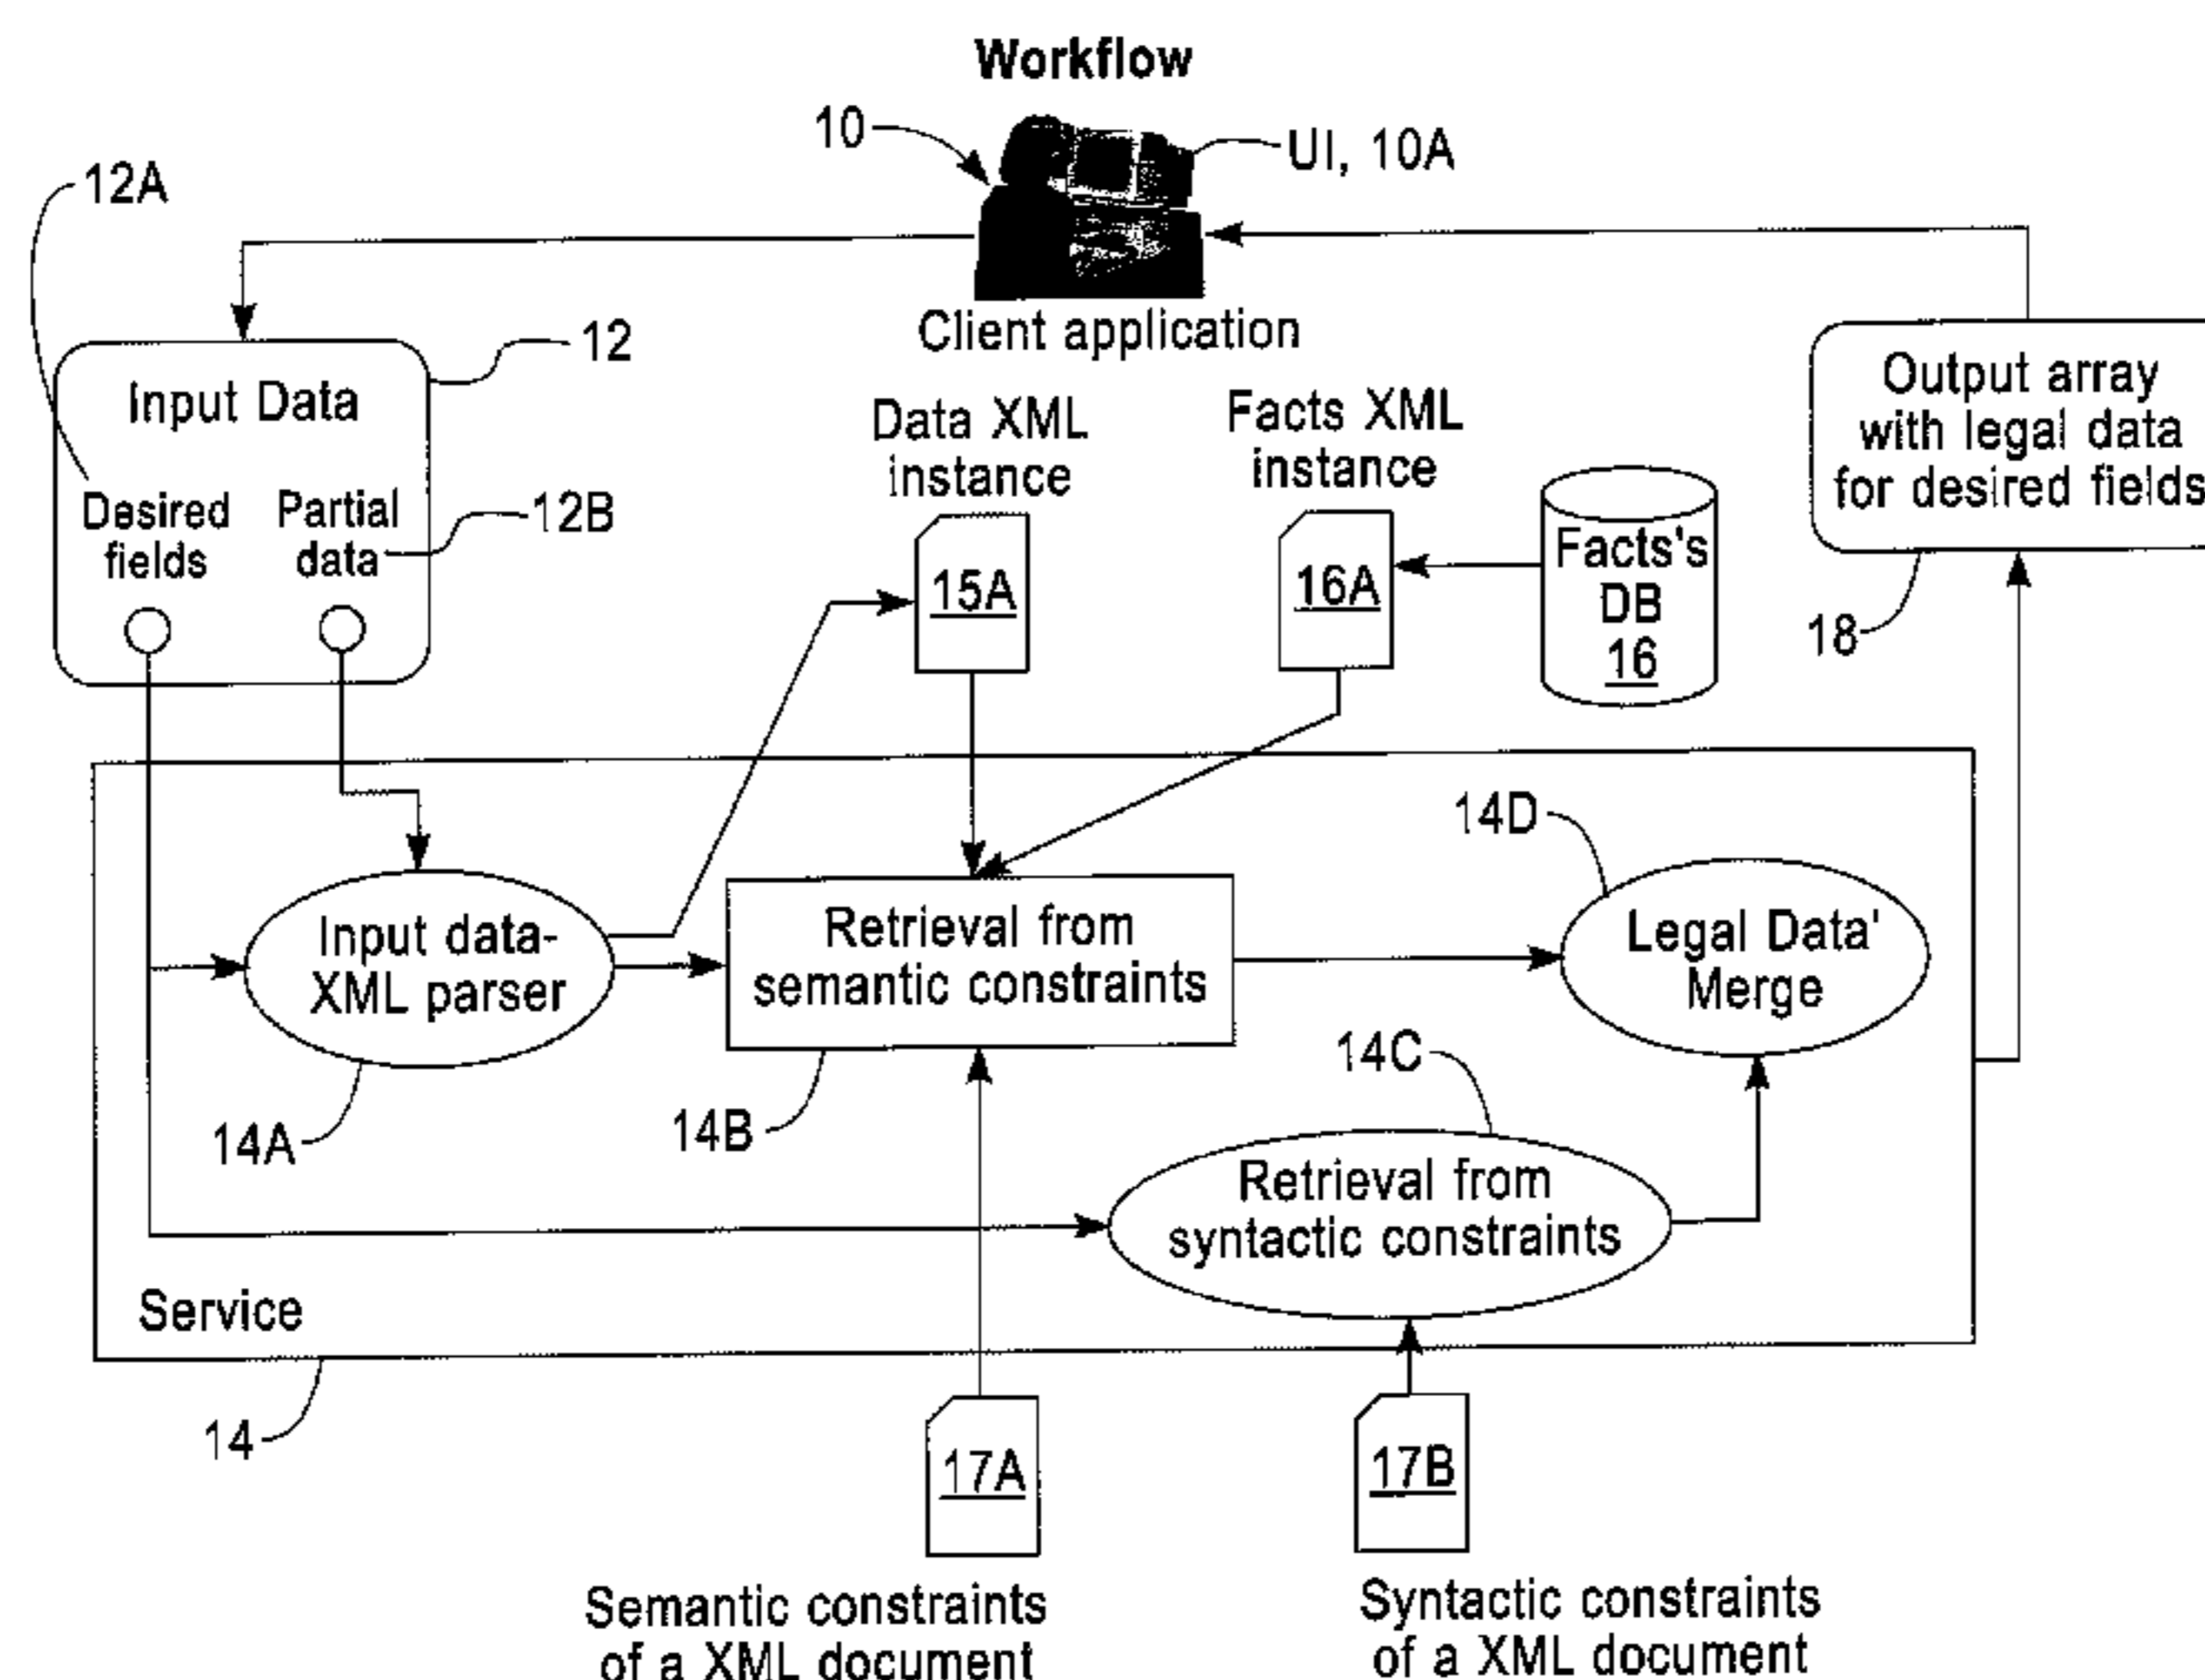 Workflow
10
UI, 10A
12A
Client application
12
Input Data
Desired
fields
Partial
data
12B
Data XML
instance
15A
Facts XML
instance
16A
Facts's
DB
16
Output array
with legal data
for desired fields
18
14D
Input data-
XML parser
Retrieval from
semantic constraints
Legal Data'
Merge
14A
14B
14C
Retrieval from
syntactic constraints
Service
14
17A
17B
Semantic constraints
of a XML document
Syntactic constraints
of a XML document